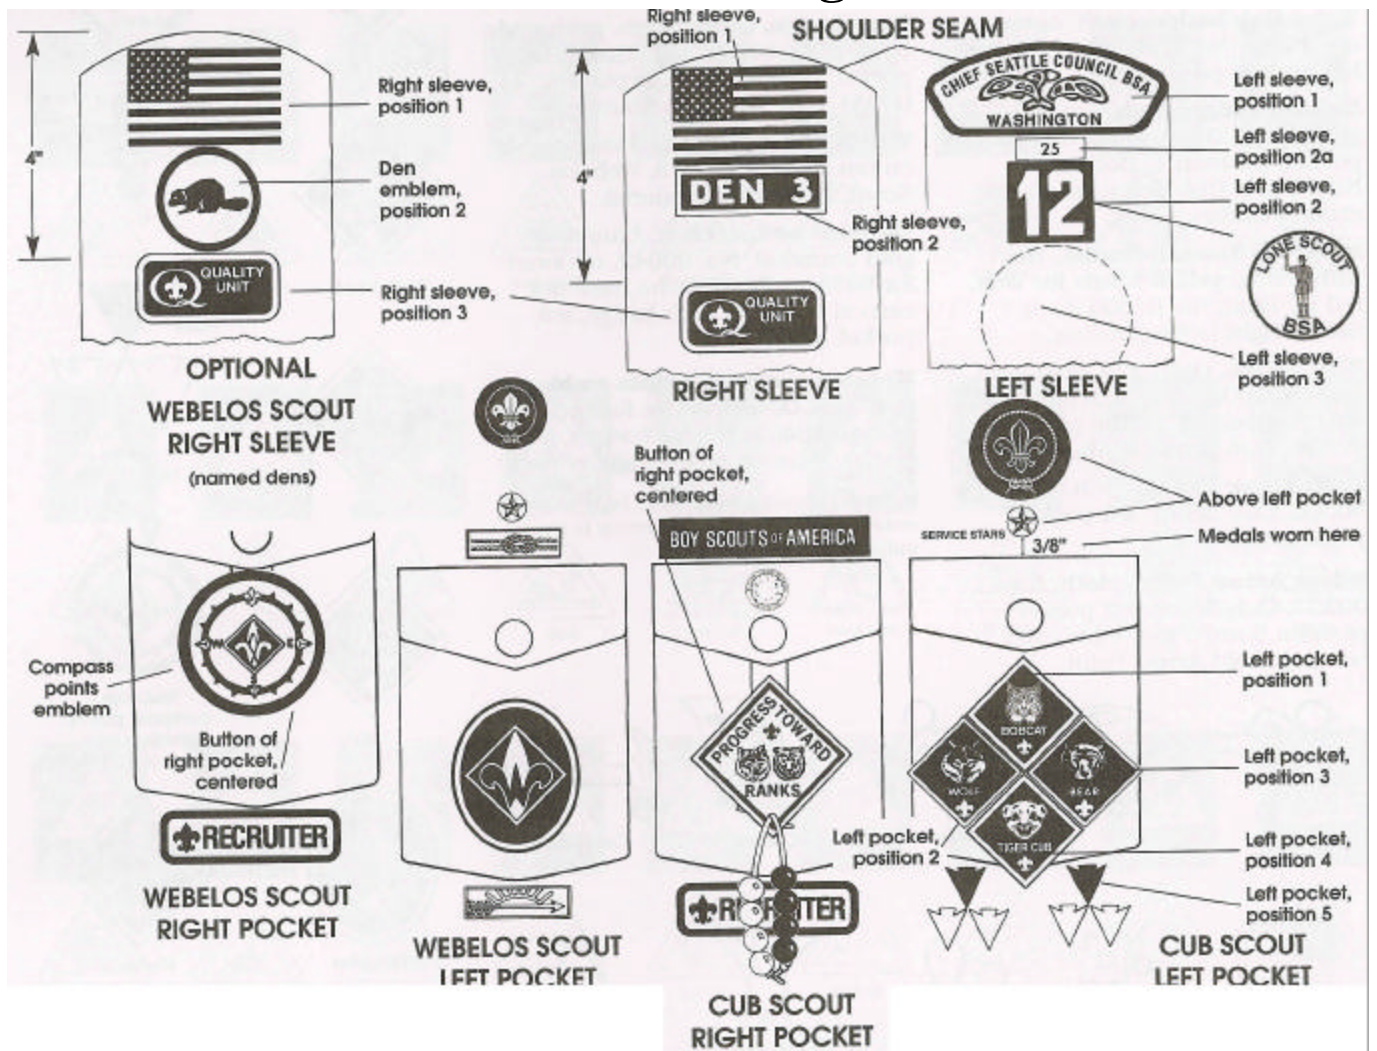 Right sleeve,
position 1
SHOULDER SEAM
4"
Right sleeve,
position 1
Den
emblem,
position 2
QUALITY
UNIT
Right sleeve,
position 3
OPTIONAL
WEBELOS SCOUT
RIGHT SLEEVE
(named dens)
4"
DEN 3
Right sleeve,
position 2
QUALITY
UNIT
RIGHT SLEEVE
CHIEF SEATTLE COUNCIL BSA
WASHINGTON
25
12
Left sleeve,
position 1
Left sleeve,
position 2a
Left sleeve,
position 2
LONE SCOUT
BSA
Left sleeve,
position 3
LEFT SLEEVE
Button of
right pocket,
centered
BOY SCOUTS OF AMERICA
Above left pocket
SERVICE STARS
3/8"
Medals worn here
Compass
points
emblem
W
E
S
Button of
right pocket,
centered
RECRUITER
WEBELOS SCOUT
RIGHT POCKET
W
WEBELOS SCOUT
LEFT POCKET
PROGRESS TOWARD
RANKS
RECRUITER
CUB SCOUT
RIGHT POCKET
BOBCAT
WOLF
BEAR
TIGER CUB
Left pocket,
position 1
Left pocket,
position 3
Left pocket,
position 2
Left pocket,
position 4
Left pocket,
position 5
CUB SCOUT
LEFT POCKET